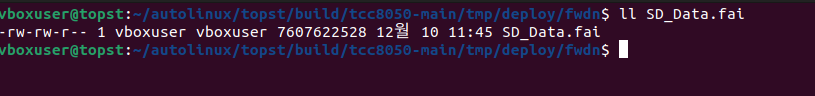 vboxuser@topst:~/autolinux/topst/build/tcc8050-main/tmp/deploy/fwdn$ ll SD_Data.fai
-rw-rw-r-- 1 vboxuser vboxuser 7607622528 12월 10 11:45 SD_Data.fai
vboxuser@topst:~/autolinux/topst/build/tcc8050-main/tmp/deploy/fwdn$